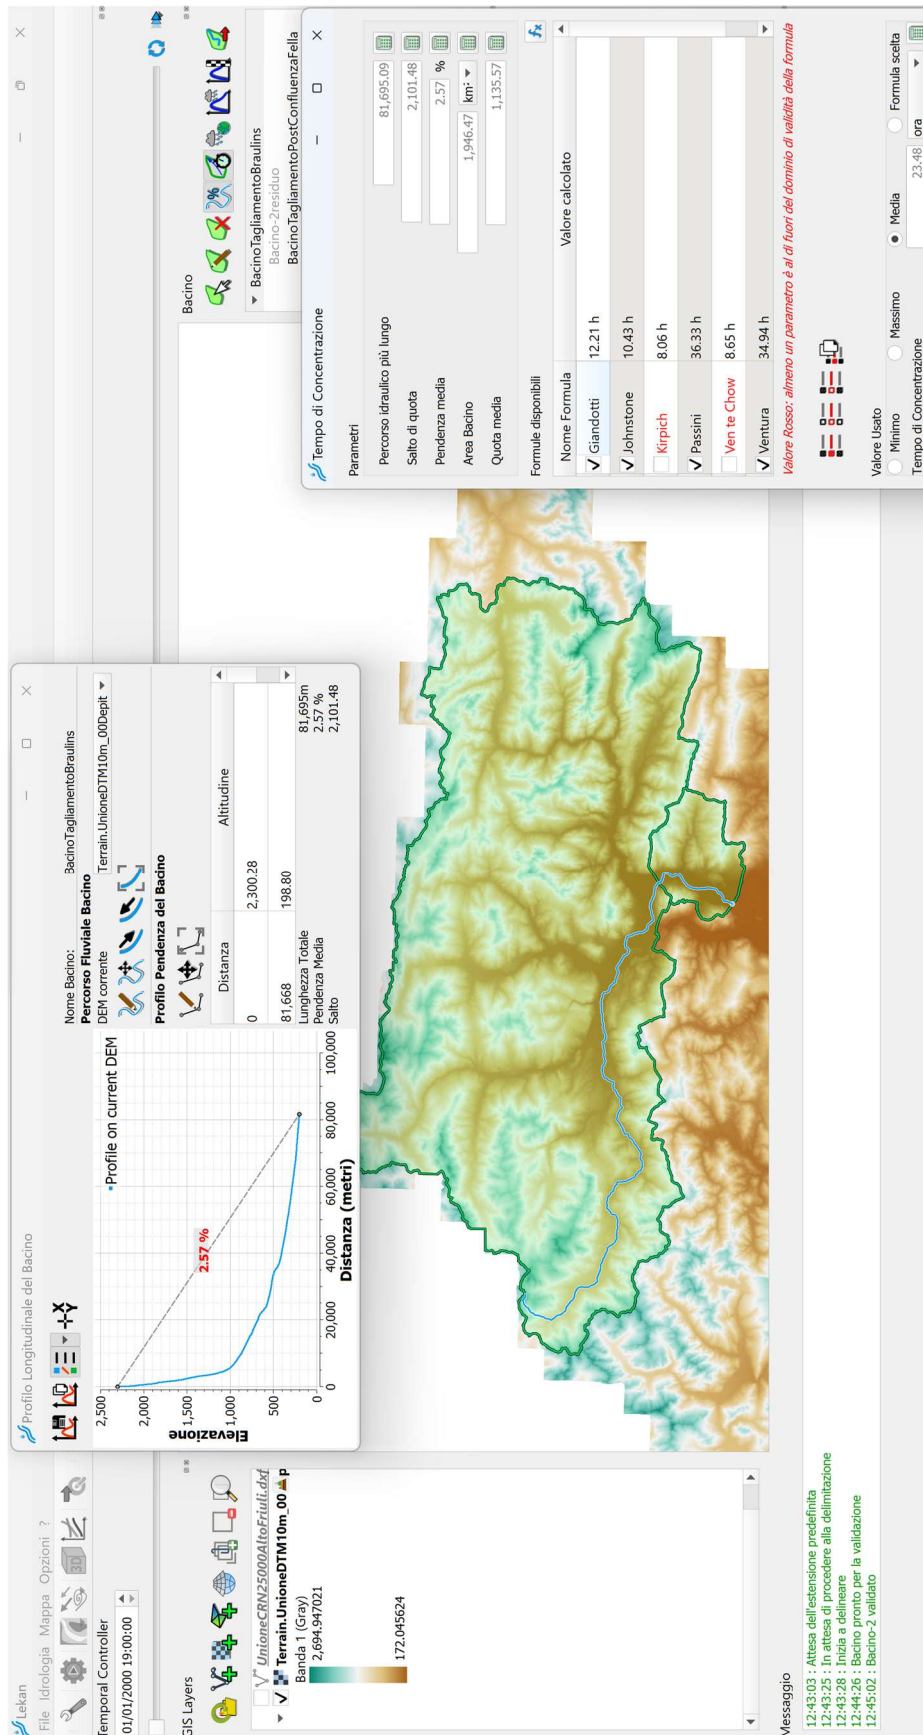 Lekan
File Idrologia Mappa Opzioni ?
Temporal Controller
01/01/2000 19:00:00
GIS Layers
UnioneCRN25000AltoFriuli.dxf
Terrain.UnioneDTM10m_00
Banda 1 (Gray)
2,694.947021
172.045624
Messaggio
12:43:03 : Attesa dell'estensione predefinita
12:43:25 : In attesa di procedere alla delimitazione
12:43:28 : Inizia a delineare
12:44:26 : Bacino pronto per la validazione
12:45:02 : Bacino-2 validato
Profilo Longitudinale del Bacino
Profile on current DEM
2,500
2,000
1,500
1,000
500
0
Elevazione
2.57 %
0
20,000
40,000
60,000
80,000
100,000
Distanza (metri)
Nome Bacino: BacinoTagliamentoBraulins
Percorso Fluviale Bacino
DEM corrente Terrain.UnioneDTM10m_00Depit
Profilo Pendenza del Bacino
Distanza Altitudine
0 2,300.28
81,668 198.80
Lunghezza Totale 81,695m
Pendenza Media 2.57 %
Salto 2,101.48
Bacino
BacinoTagliamentoBraulins
Bacino-2residuo
BacinoTagliamentoPostConfluenzaFella
Tempo di Concentrazione
Parametri
Percorso idraulico più lungo 81,695.09
Salto di quota 2,101.48
Pendenza media 2.57 %
Area Bacino 1,946.47 km²
Quota media 1,135.57
fx
Formule disponibili
Nome Formula Valore calcolato
Giandotti 12.21 h
Johnstone 10.43 h
Kirpich 8.06 h
Passini 36.33 h
Ven te Chow 8.65 h
Ventura 34.94 h
Valore Rosso: almeno un parametro è al di fuori del dominio di validità della formula
Valore Usato
Minimo Massimo Media Formula scelta
Tempo di Concentrazione 23.48 ora